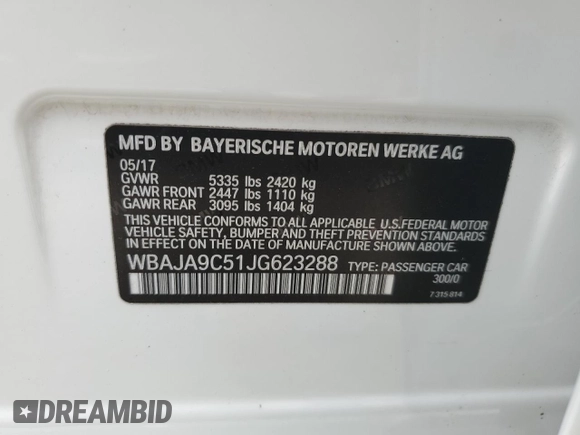 MFD BY BAYERISCHE MOTOREN WERKE AG
05/17
GVWR 5335 lbs 2420 kg
GAWR FRONT 2447 lbs 1110 kg
GAWR REAR 3095 lbs 1404 kg
THIS VEHICLE CONFORMS TO ALL APPLICABLE U.S.FEDERAL MOTOR
VEHICLE SAFETY, BUMPER, AND THEFT PREVENTION STANDARDS
IN EFFECT ON THE DATE OF MANUFACTURE SHOWN ABOVE.
WBAJA9C51JG623288 TYPE: PASSENGER CAR
300/0
7 315 014
DREAMBID